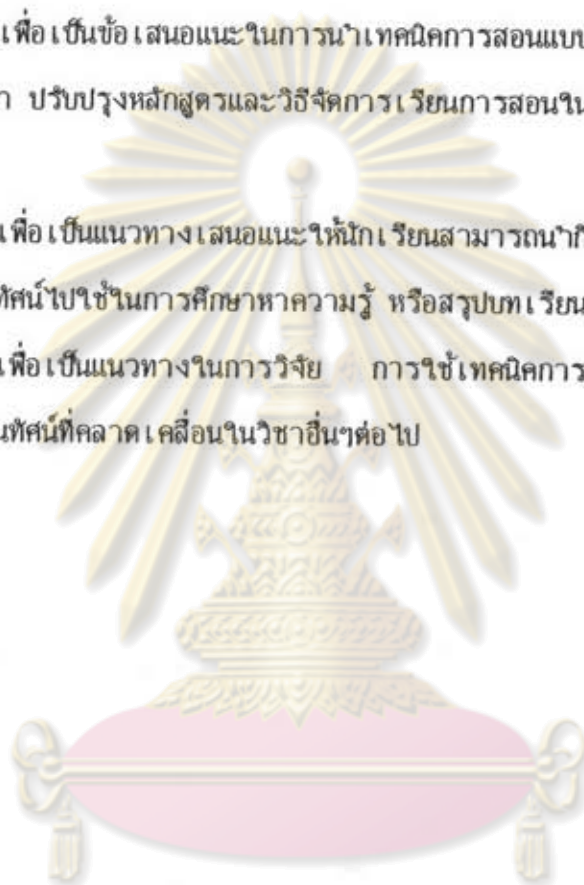 เพื่อเป็นข้อเสนอแนะในการนำเทคนิคการสอนแบบ
ปรับปรุงหลักสูตรและวิธีจัดการเรียนการสอนใน
เพื่อเป็นแนวทางเสนอแนะให้นักเรียนสามารถนำ
ทัศน์ไปใช้ในการศึกษาหาความรู้ หรือสรุปบทเรียน
เพื่อเป็นแนวทางในการวิจัย การใช้เทคนิคการ
นทัศน์ที่คลาดเคลื่อนในวิชาอื่นๆต่อไป